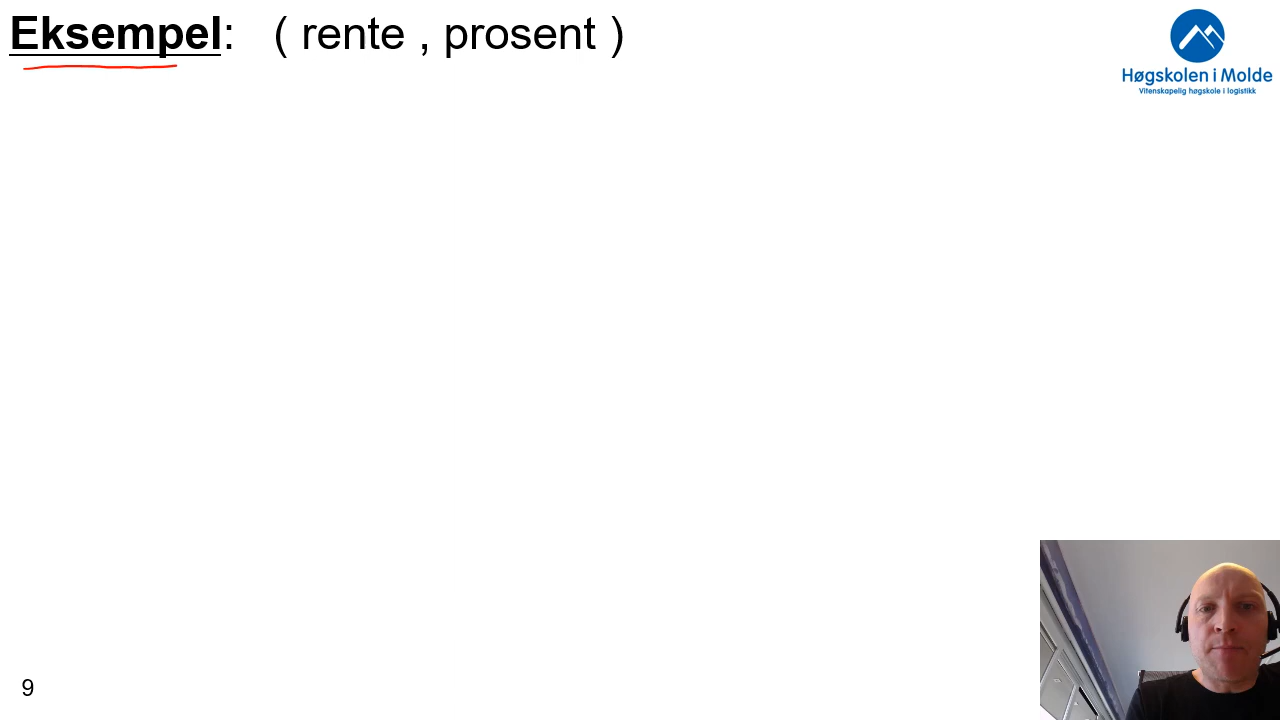 Eksempel: ( rente , prosent )
Høgskolen i Molde
Vitenskapelig høgskole i logistikk
9